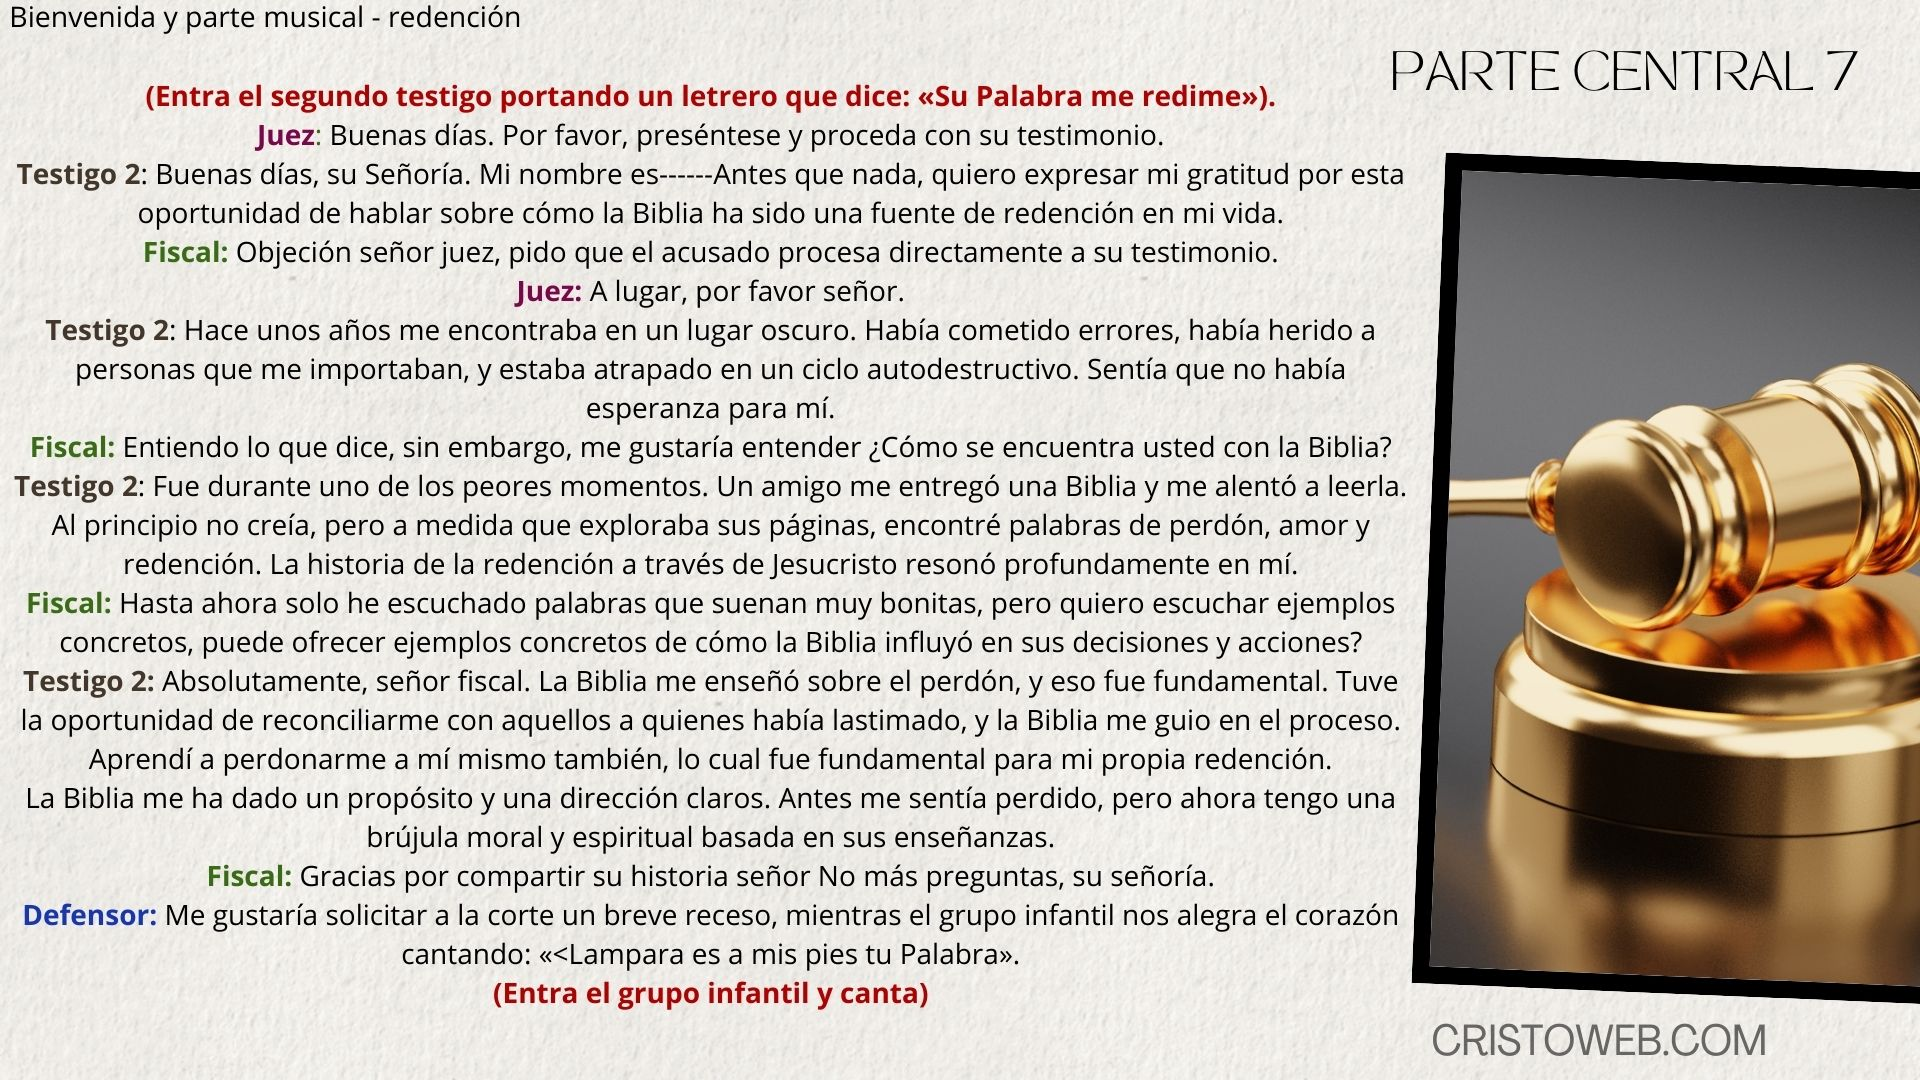 Bienvenida y parte musical - redención
PARTE CENTRAL 7
(Entra el segundo testigo portando un letrero que dice: «Su Palabra me redime»).
Juez: Buenas días. Por favor, preséntese y proceda con su testimonio.
Testigo 2: Buenas días, su Señoría. Mi nombre es------Antes que nada, quiero expresar mi gratitud por esta
oportunidad de hablar sobre cómo la Biblia ha sido una fuente de redención en mi vida.
Fiscal: Objeción señor juez, pido que el acusado procesa directamente a su testimonio.
Juez: A lugar, por favor señor.
Testigo 2: Hace unos años me encontraba en un lugar oscuro. Había cometido errores, había herido a
personas que me importaban, y estaba atrapado en un ciclo autodestructivo. Sentía que no había
esperanza para mí.
Fiscal: Entiendo lo que dice, sin embargo, me gustaría entender ¿Cómo se encuentra usted con la Biblia?
Testigo 2: Fue durante uno de los peores momentos. Un amigo me entregó una Biblia y me alentó a leerla.
Al principio no creía, pero a medida que exploraba sus páginas, encontré palabras de perdón, amor y
redención. La historia de la redención a través de Jesucristo resonó profundamente en mí.
Fiscal: Hasta ahora solo he escuchado palabras que suenan muy bonitas, pero quiero escuchar ejemplos
concretos, puede ofrecer ejemplos concretos de cómo la Biblia influyó en sus decisiones y acciones?
Testigo 2: Absolutamente, señor fiscal. La Biblia me enseñó sobre el perdón, y eso fue fundamental. Tuve
la oportunidad de reconciliarme con aquellos a quienes había lastimado, y la Biblia me guio en el proceso.
Aprendí a perdonarme a mí mismo también, lo cual fue fundamental para mi propia redención.
La Biblia me ha dado un propósito y una dirección claros. Antes me sentía perdido, pero ahora tengo una
brújula moral y espiritual basada en sus enseñanzas.
Fiscal: Gracias por compartir su historia señor No más preguntas, su señoría.
Defensor: Me gustaría solicitar a la corte un breve receso, mientras el grupo infantil nos alegra el corazón
cantando: «<Lampara es a mis pies tu Palabra».
(Entra el grupo infantil y canta)
CRISTOWEB.COM